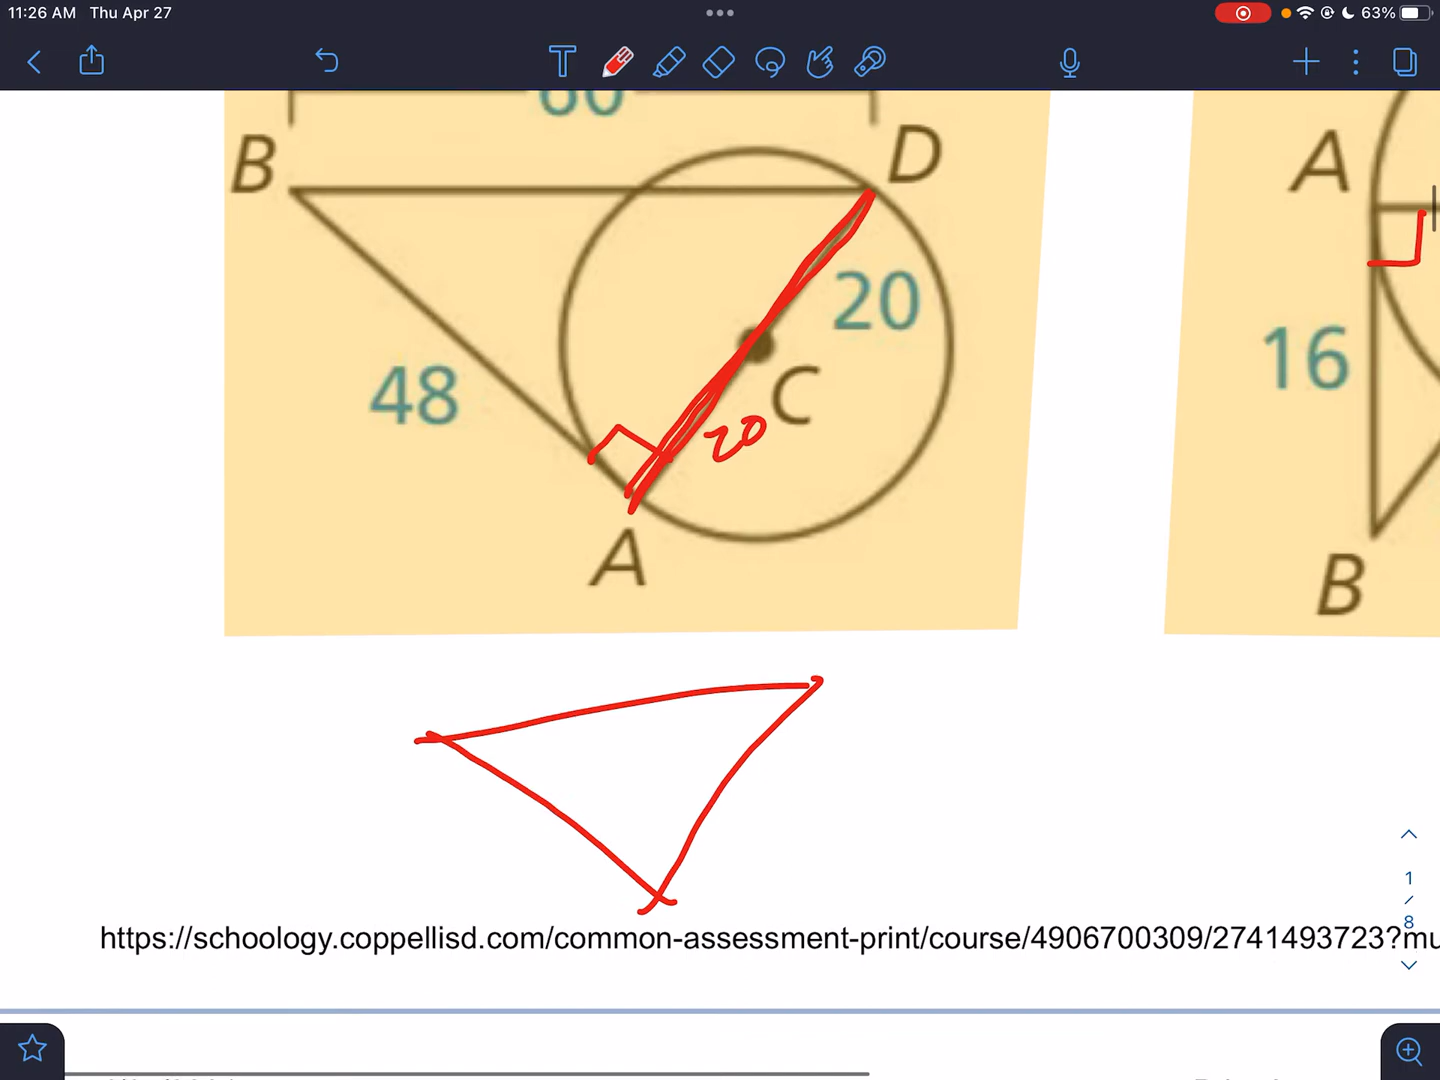 11:26 AM Thu Apr 27
63%
B
D
A
20
48
C
20
16
A
B
https://schoology.coppellisd.com/common-assessment-print/course/4906700309/2741493723?mu
1
/
8